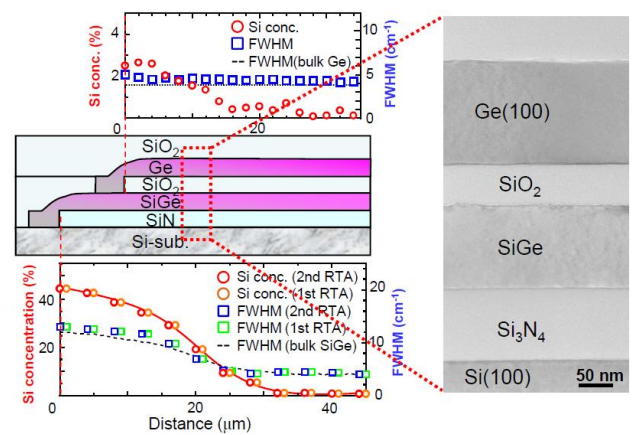 Si conc. (%)
4
2
0
0
20
Si conc.
FWHM
FWHM(bulk Ge)
10
5
0
FWHM (cm⁻¹)
SiO₂
Ge
SiO₂
SiGe
SiN
Si-sub.
Si concentration (%)
40
20
0
Si conc. (2nd RTA)
Si conc. (1st RTA)
FWHM (2nd RTA)
FWHM (1st RTA)
FWHM (bulk SiGe)
20
10
0
FWHM (cm⁻¹)
0
20
40
Distance (μm)
Ge(100)
SiO₂
SiGe
Si₃N₄
Si(100)
50 nm